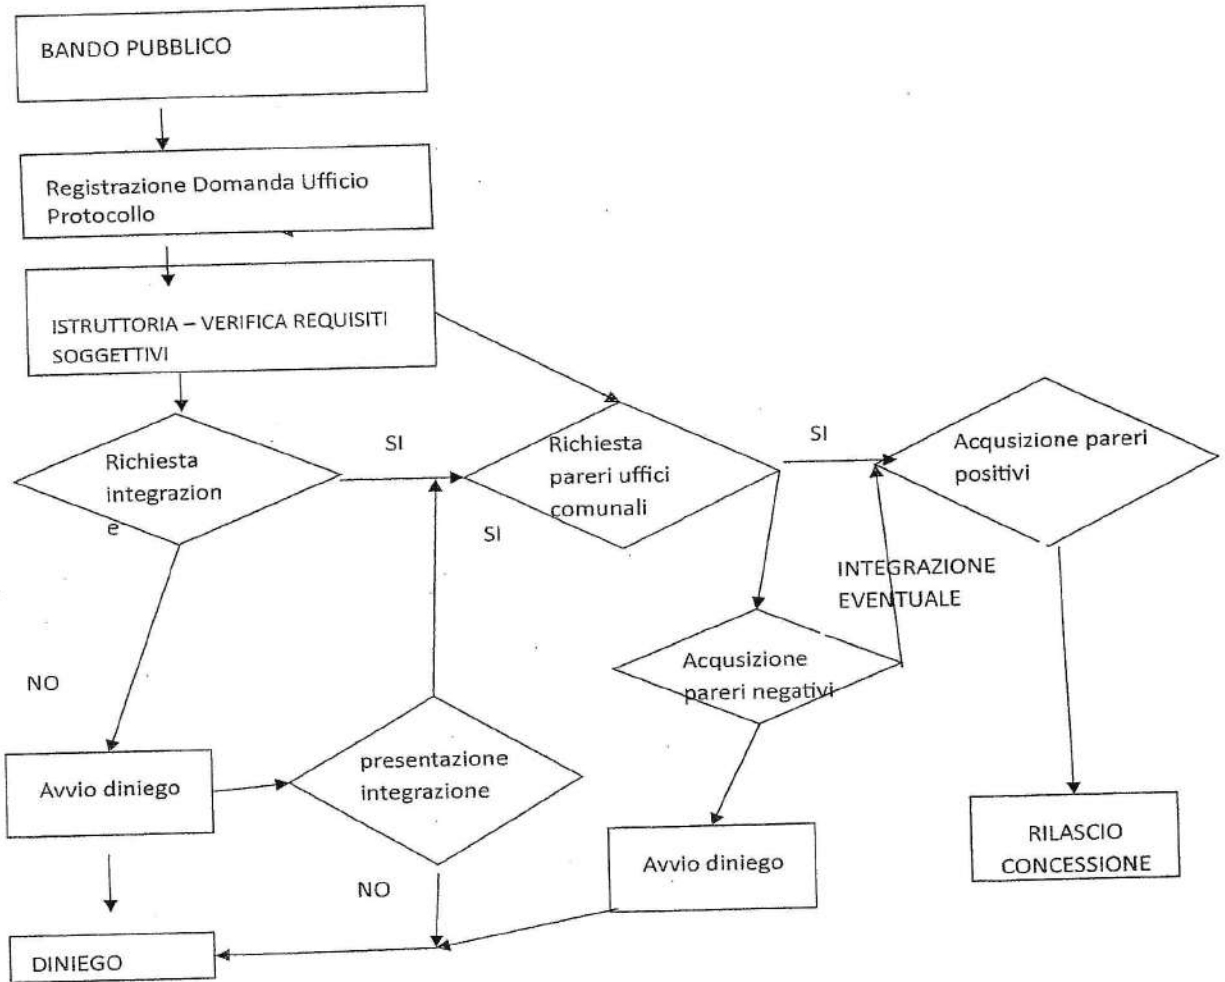 BANDO PUBBLICO
Registrazione Domanda Ufficio
Protocollo
ISTRUTTORIA – VERIFICA REQUISITI
SOGGETTIVI
Richiesta
integrazion
e
SI
Richiesta
pareri uffici
comunali
SI
Acqusizione pareri
positivi
SI
INTEGRAZIONE
EVENTUALE
NO
Acqusizione
pareri negativi
Avvio diniego
presentazione
integrazione
NO
Avvio diniego
RILASCIO
CONCESSIONE
DINIEGO